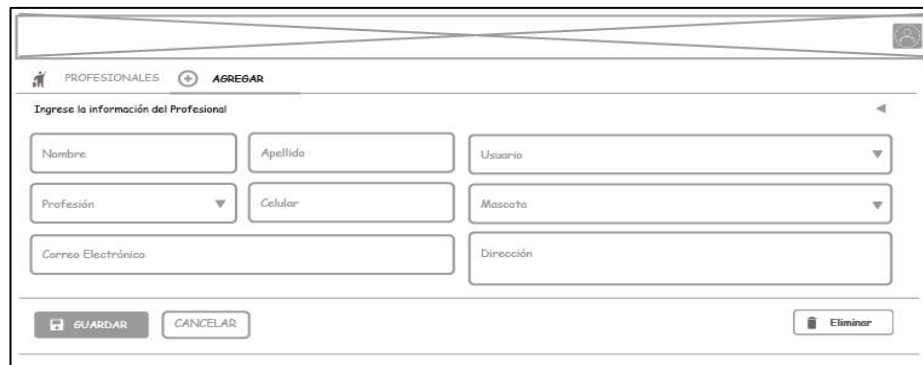 PROFESIONALES AGREGAR
Ingrese la información del Profesional
Nombre Apellido Usuario
Profesión Celular Mascota
Correo Electrónico Dirección
GUARDAR CANCELAR Eliminar